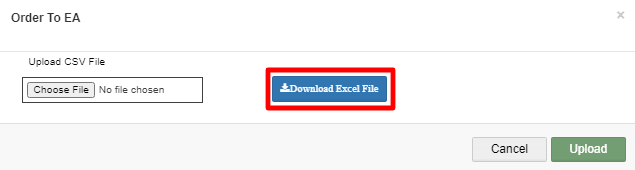 Order To EA
×
Upload CSV File
Choose File No file chosen
Download Excel File
Cancel
Upload